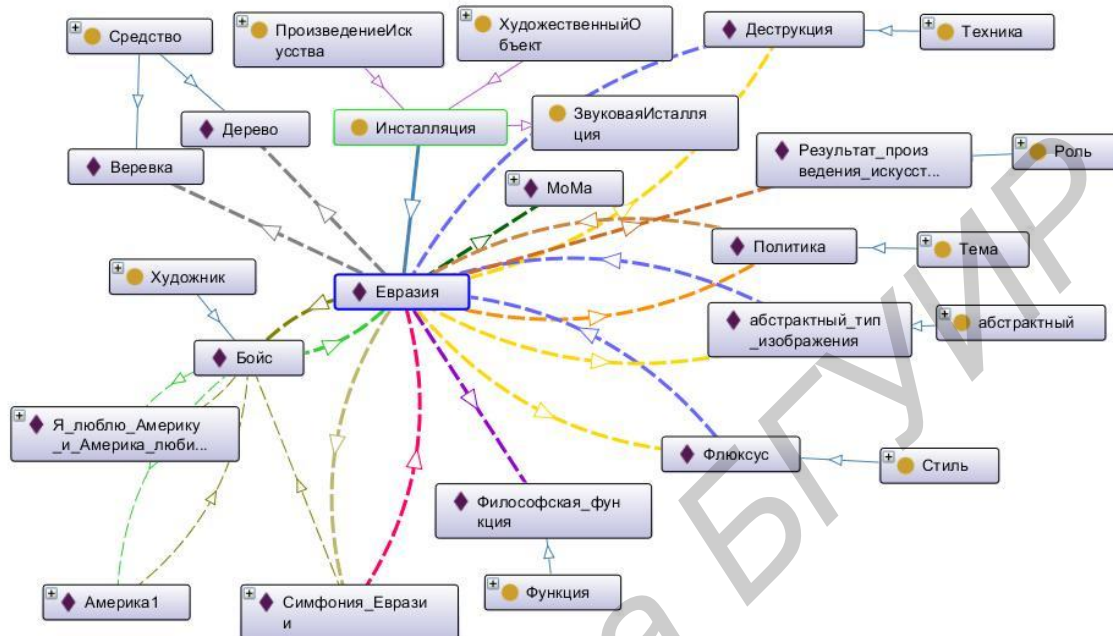 Средство
ПроизведениеИск
усства
ХудожественныйО
бъект
Деструкция
Техника
Дерево
Инсталляция
ЗвуковаяИсталля
ция
Веревка
Результат_произ
ведения_искусст...
Роль
МоМа
Политика
Тема
Художник
Евразия
абстрактный_тип
_изображения
абстрактный
Бойс
Я_люблю_Америку
_и_Америка_люби...
Флюксус
Стиль
Философская_фун
кция
Америка1
Симфония_Еврази
и
Функция
БГУИР
а